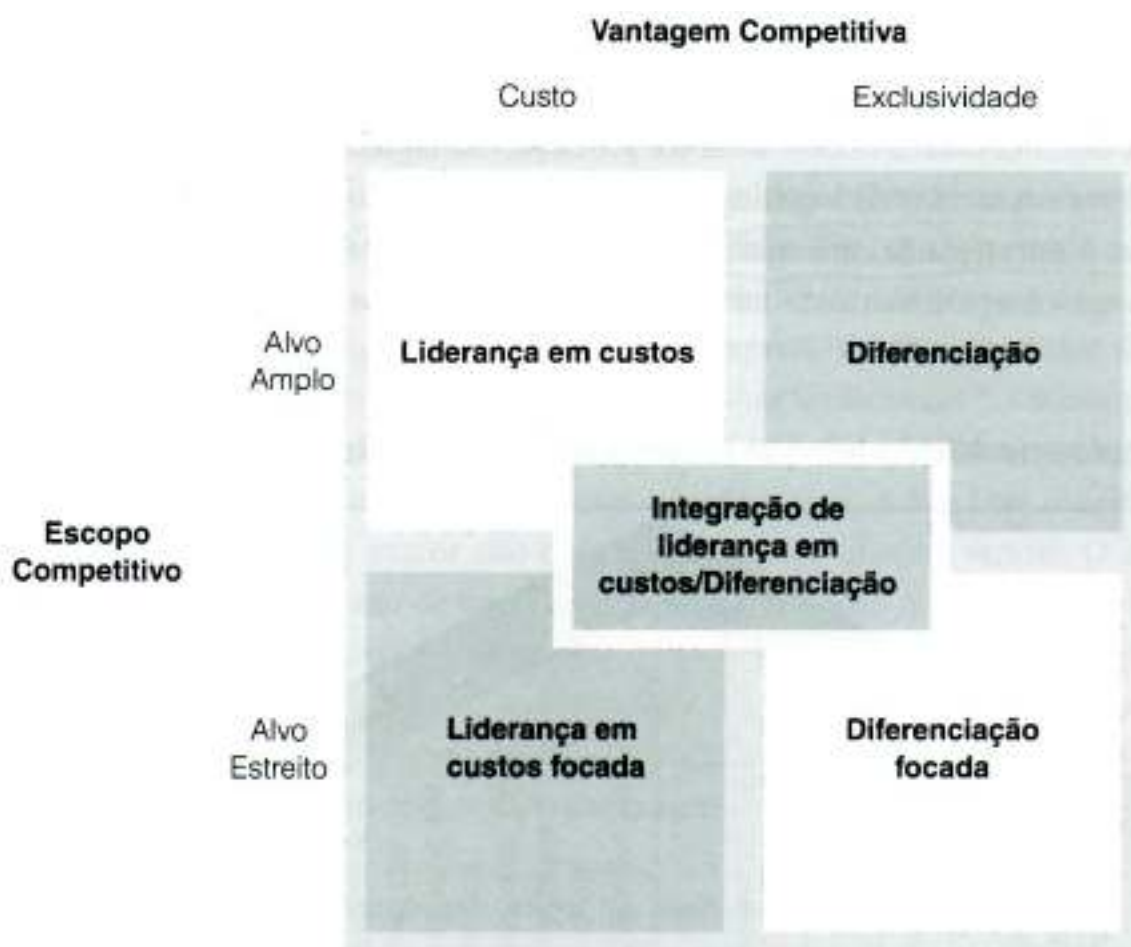 Vantagem Competitiva
Custo
Exclusividade
Alvo
Amplo
Liderança em custos
Diferenciação
Escopo
Competitivo
Integração de
liderança em
custos/Diferenciação
Alvo
Estreito
Liderança em
custos focada
Diferenciação
focada